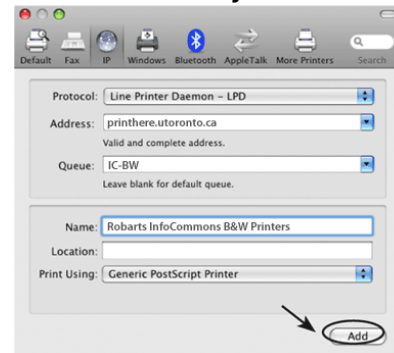 Default Fax IP Windows Bluetooth AppleTalk More Printers Search
Protocol: Line Printer Daemon - LPD
Address: printhere.utoronto.ca
Valid and complete address.
Queue: IC-BW
Leave blank for default queue.
Name: Robarts InfoCommons B&W Printers
Location:
Print Using: Generic PostScript Printer
Add